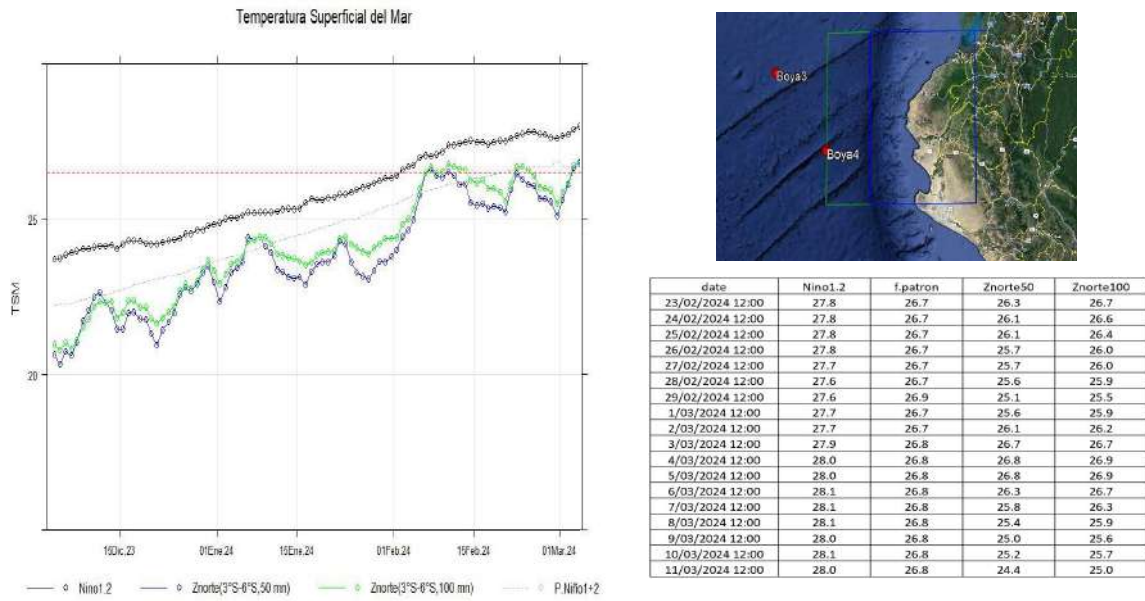 Temperatura Superficial del Mar
TSM
25
20
15Dic.23 01Ene.24 15Ene.24 01Feb.24 15Feb.24 01Mar.24
Nino1.2 Znorte(3°S-6°S,50 mn) Znorte(3°S-6°S,100 mn) P.Niño1+2
Boya3
Boya4
date Nino1.2 f.patron Znorte50 Znorte100
23/02/2024 12:00 27.8 26.7 26.3 26.7
24/02/2024 12:00 27.8 26.7 26.1 26.6
25/02/2024 12:00 27.8 26.7 26.1 26.4
26/02/2024 12:00 27.8 26.7 25.7 26.0
27/02/2024 12:00 27.7 26.7 25.7 26.0
28/02/2024 12:00 27.6 26.7 25.6 25.9
29/02/2024 12:00 27.6 26.9 25.1 25.5
1/03/2024 12:00 27.7 26.7 25.6 25.9
2/03/2024 12:00 27.7 26.7 26.1 26.2
3/03/2024 12:00 27.9 26.8 26.7 26.7
4/03/2024 12:00 28.0 26.8 26.8 26.9
5/03/2024 12:00 28.0 26.8 26.8 26.9
6/03/2024 12:00 28.1 26.8 26.3 26.7
7/03/2024 12:00 28.1 26.8 25.8 26.3
8/03/2024 12:00 28.1 26.8 25.4 25.9
9/03/2024 12:00 28.0 26.8 25.0 25.6
10/03/2024 12:00 28.1 26.8 25.2 25.7
11/03/2024 12:00 28.0 26.8 24.4 25.0